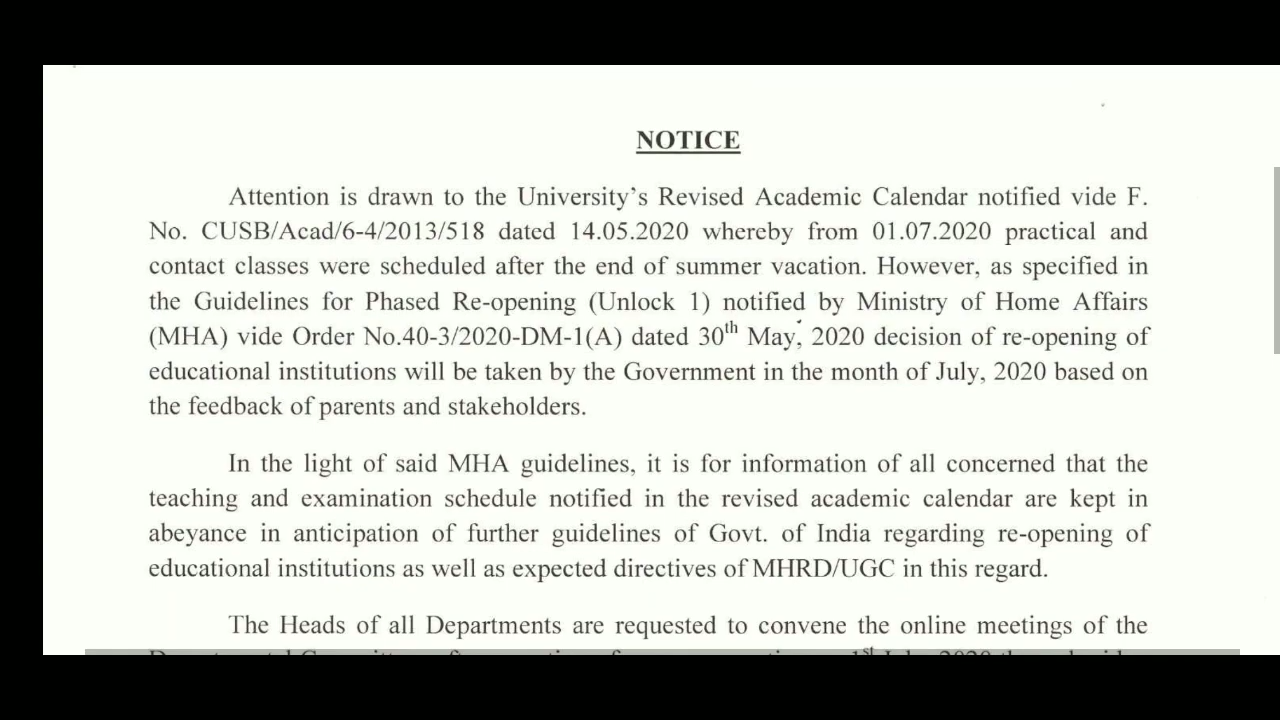 NOTICE
Attention is drawn to the University's Revised Academic Calendar notified vide F.
No. CUSB/Acad/6-4/2013/518 dated 14.05.2020 whereby from 01.07.2020 practical and
contact classes were scheduled after the end of summer vacation. However, as specified in
the Guidelines for Phased Re-opening (Unlock 1) notified by Ministry of Home Affairs
(MHA) vide Order No.40-3/2020-DM-1(A) dated 30th May, 2020 decision of re-opening of
educational institutions will be taken by the Government in the month of July, 2020 based on
the feedback of parents and stakeholders.
In the light of said MHA guidelines, it is for information of all concerned that the
teaching and examination schedule notified in the revised academic calendar are kept in
abeyance in anticipation of further guidelines of Govt. of India regarding re-opening of
educational institutions as well as expected directives of MHRD/UGC in this regard.
The Heads of all Departments are requested to convene the online meetings of the